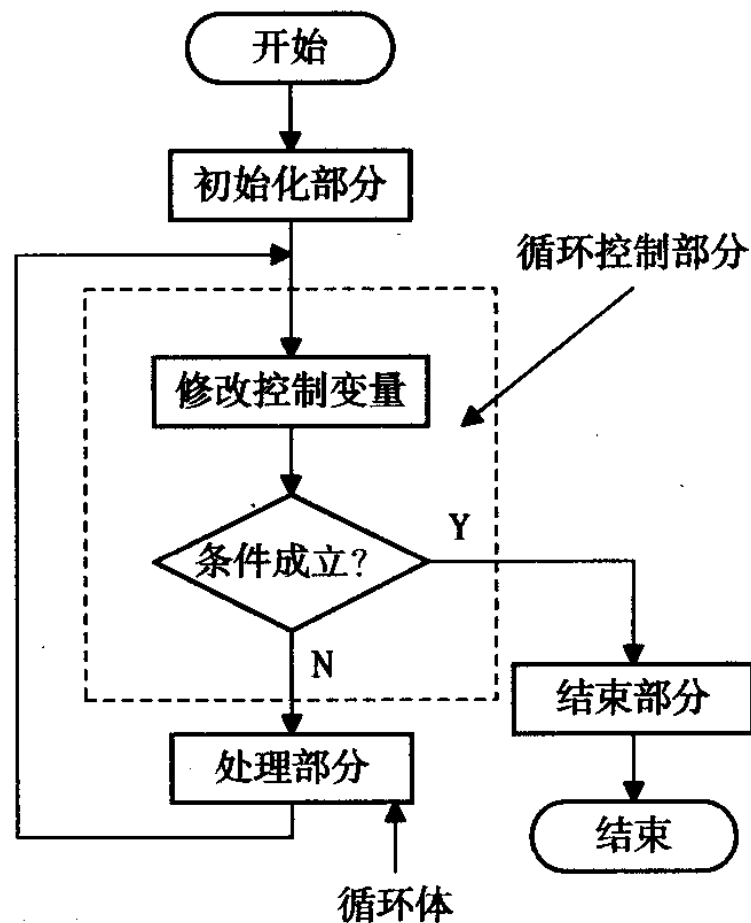 开始
初始化部分
循环控制部分
修改控制变量
条件成立?
Y
N
结束部分
处理部分
结束
循环体